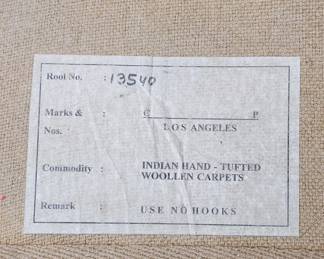 Rool No. : 13540
Marks & : C P
Nos. LOS ANGELES
Commodity : INDIAN HAND - TUFTED
WOOLLEN CARPETS
Remark : USE NO HOOKS